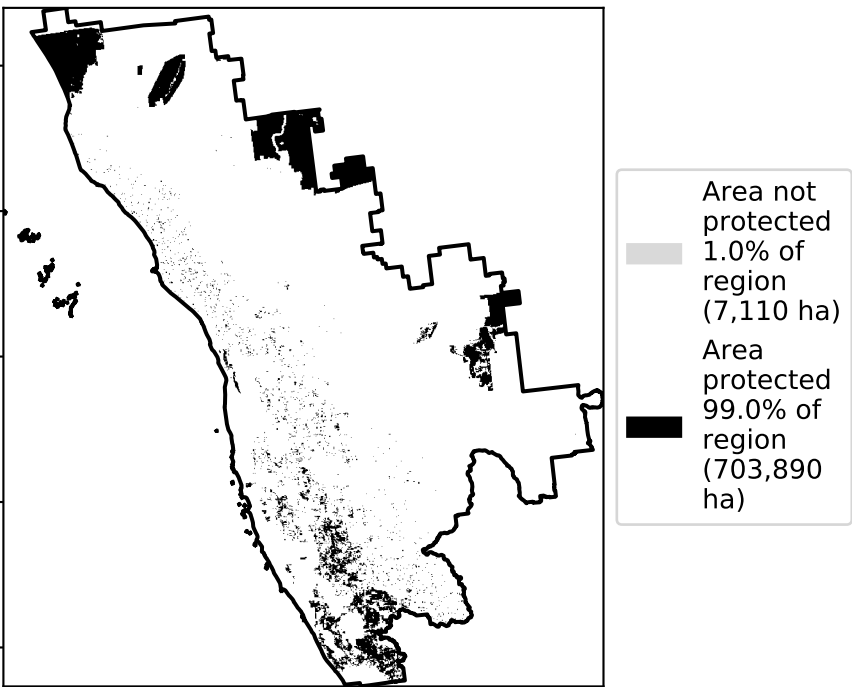 Area not
protected
1.0% of
region
(7,110 ha)
Area
protected
99.0% of
region
(703,890
ha)